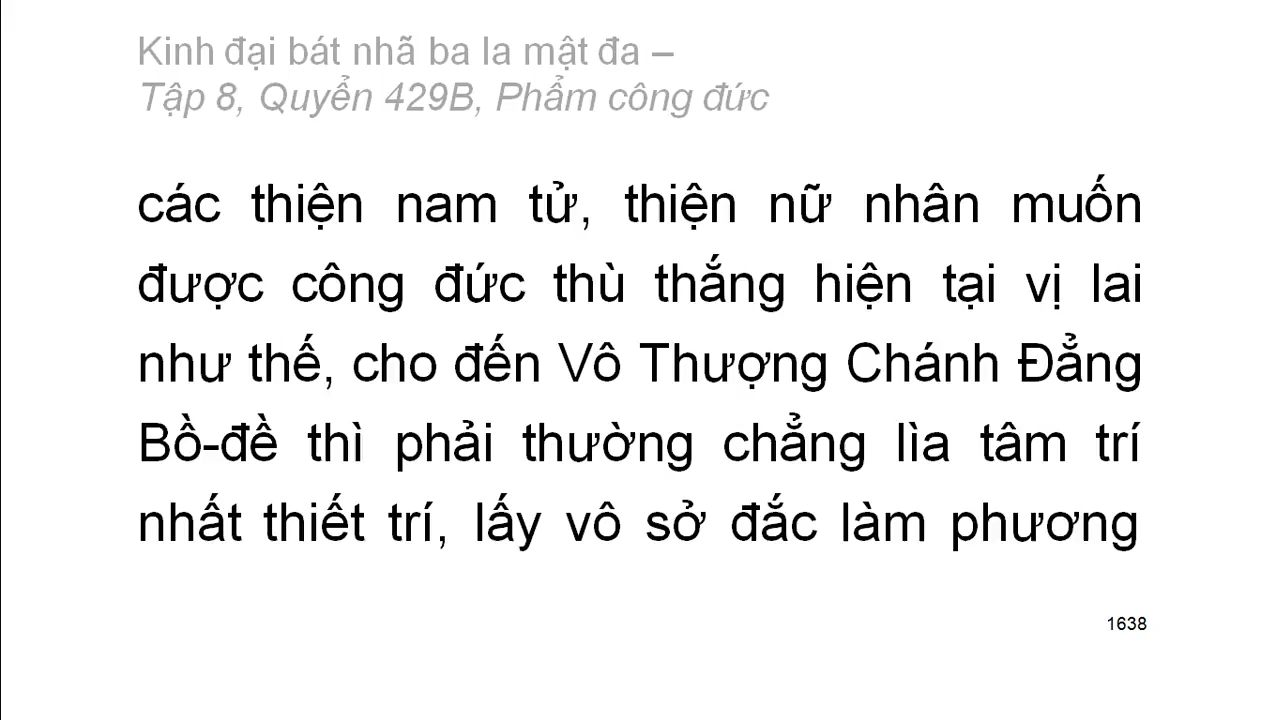 Kinh đại bát nhã ba la mật đa –
Tập 8, Quyển 429B, Phẩm công đức
các thiện nam tử, thiện nữ nhân muốn
được công đức thù thắng hiện tại vị lai
như thế, cho đến Vô Thượng Chánh Đẳng
Bồ-đề thì phải thường chẳng lìa tâm trí
nhất thiết trí, lấy vô sở đắc làm phương
1638